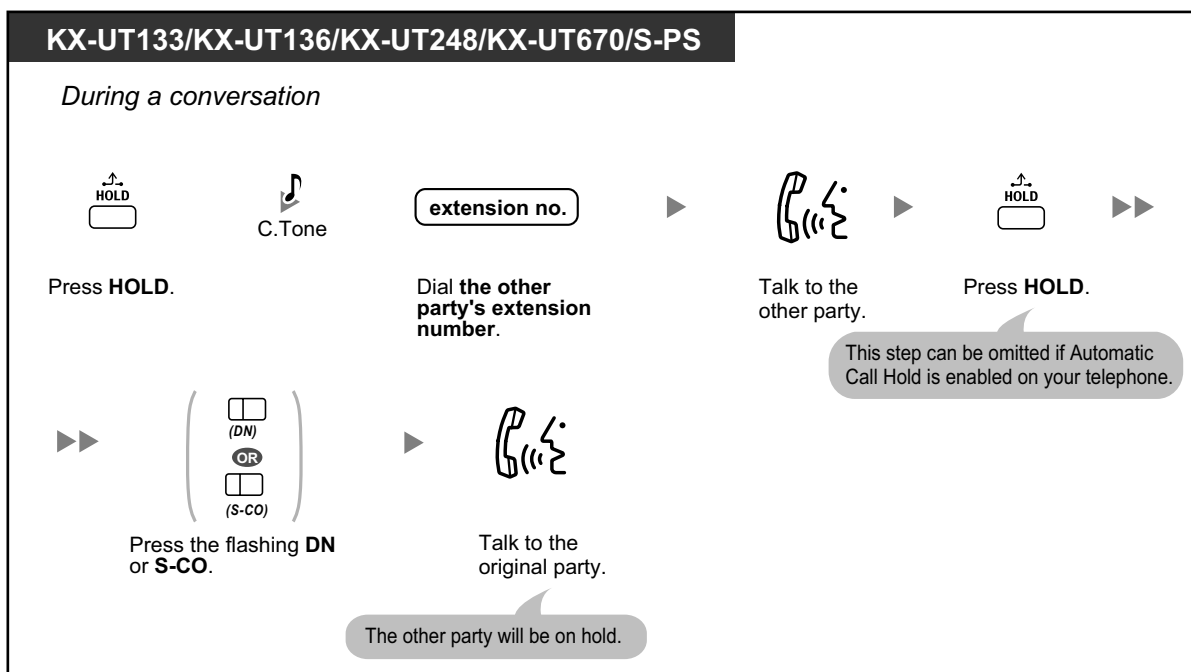 KX-UT133/KX-UT136/KX-UT248/KX-UT670/S-PS
During a conversation
HOLD
C.Tone
extension no.
HOLD
Press HOLD.
Dial the other
party's extension
number.
Talk to the
other party.
Press HOLD.
This step can be omitted if Automatic
Call Hold is enabled on your telephone.
(DN)
OR
(S-CO)
Press the flashing DN
or S-CO.
Talk to the
original party.
The other party will be on hold.